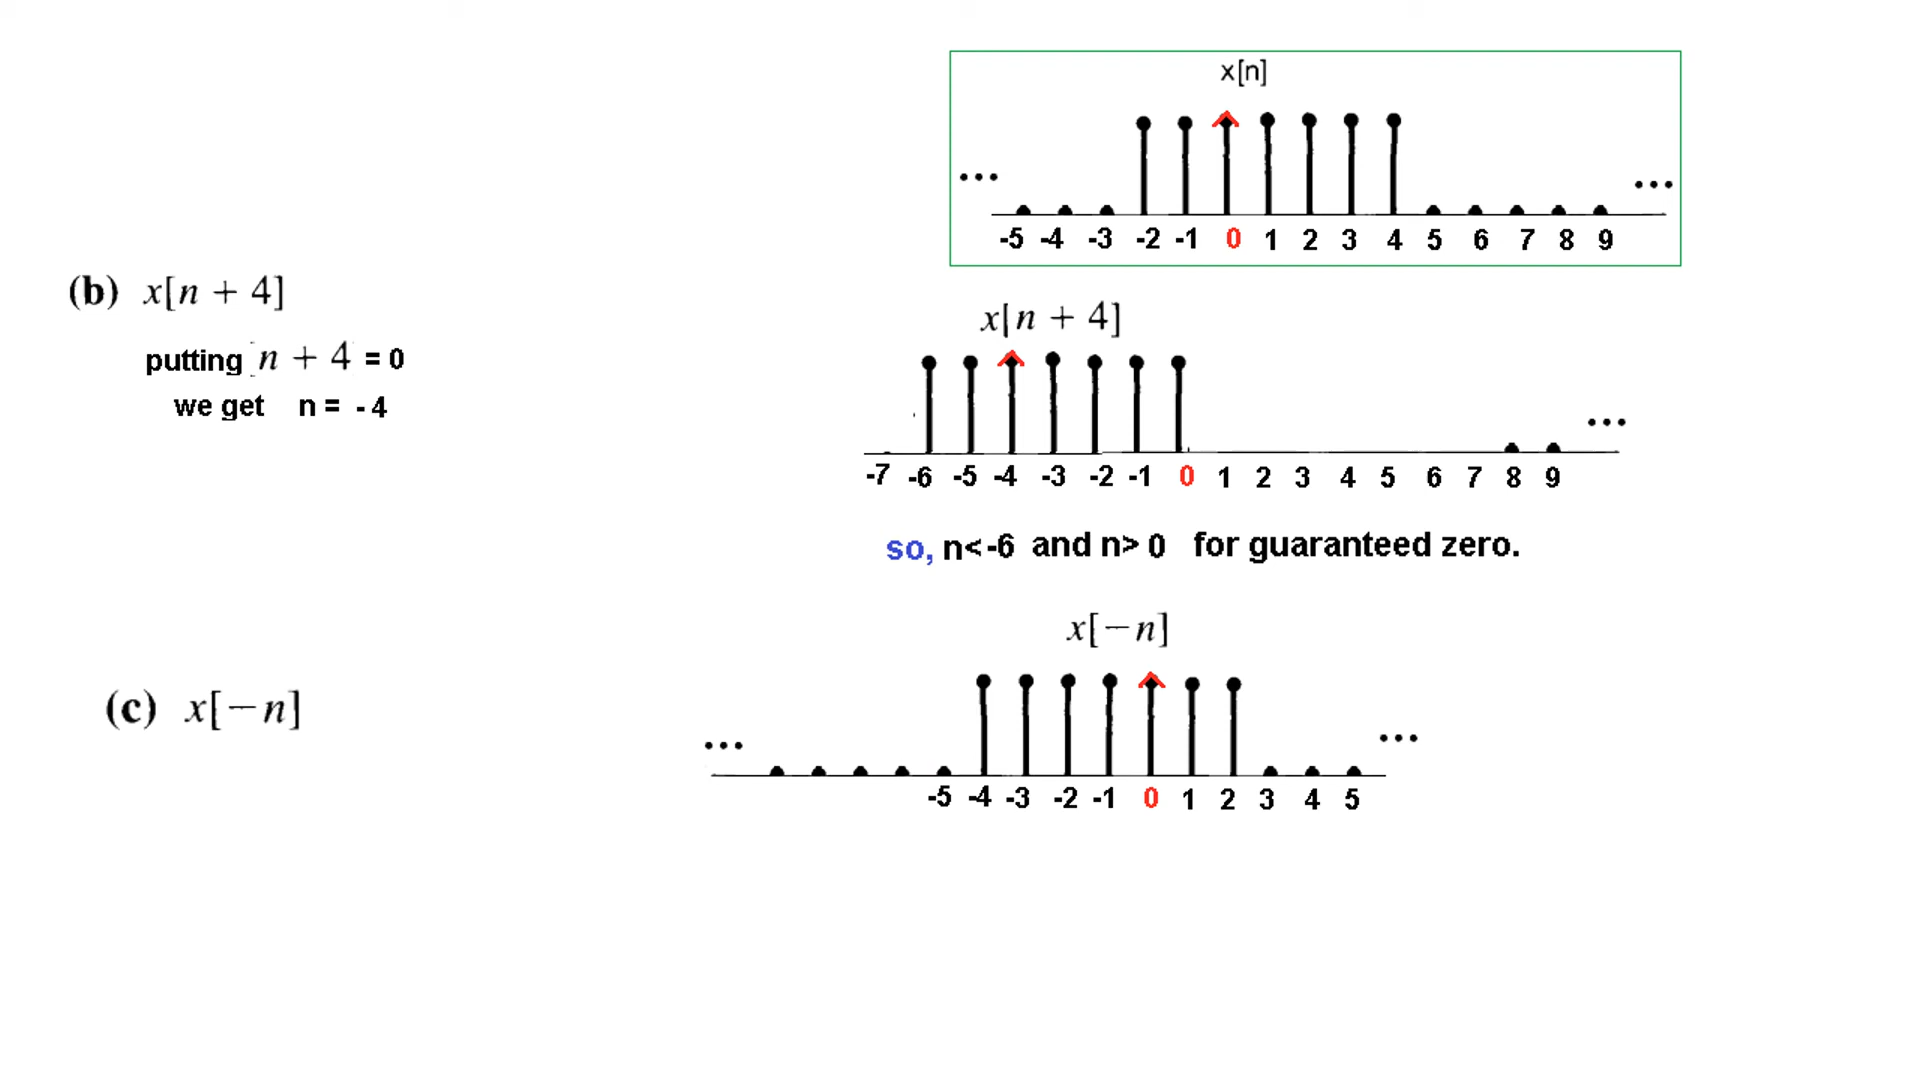 x[n]
... ...
-5 -4 -3 -2 -1 0 1 2 3 4 5 6 7 8 9
(b) x[n + 4]
x[n + 4]
putting n + 4 = 0
we get n = -4
...
-7 -6 -5 -4 -3 -2 -1 0 1 2 3 4 5 6 7 8 9
so, n<-6 and n> 0 for guaranteed zero.
x[−n]
(c) x[−n]
... ...
-5 -4 -3 -2 -1 0 1 2 3 4 5